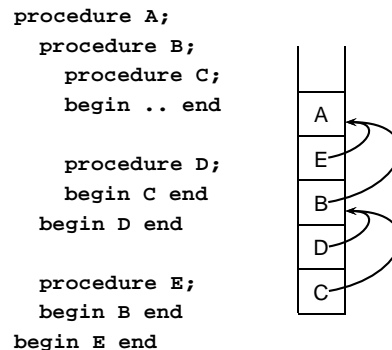 procedure A;
procedure B;
procedure C;
begin .. end
procedure D;
begin C end
begin D end
procedure E;
begin B end
begin E end
A
E
B
D
C